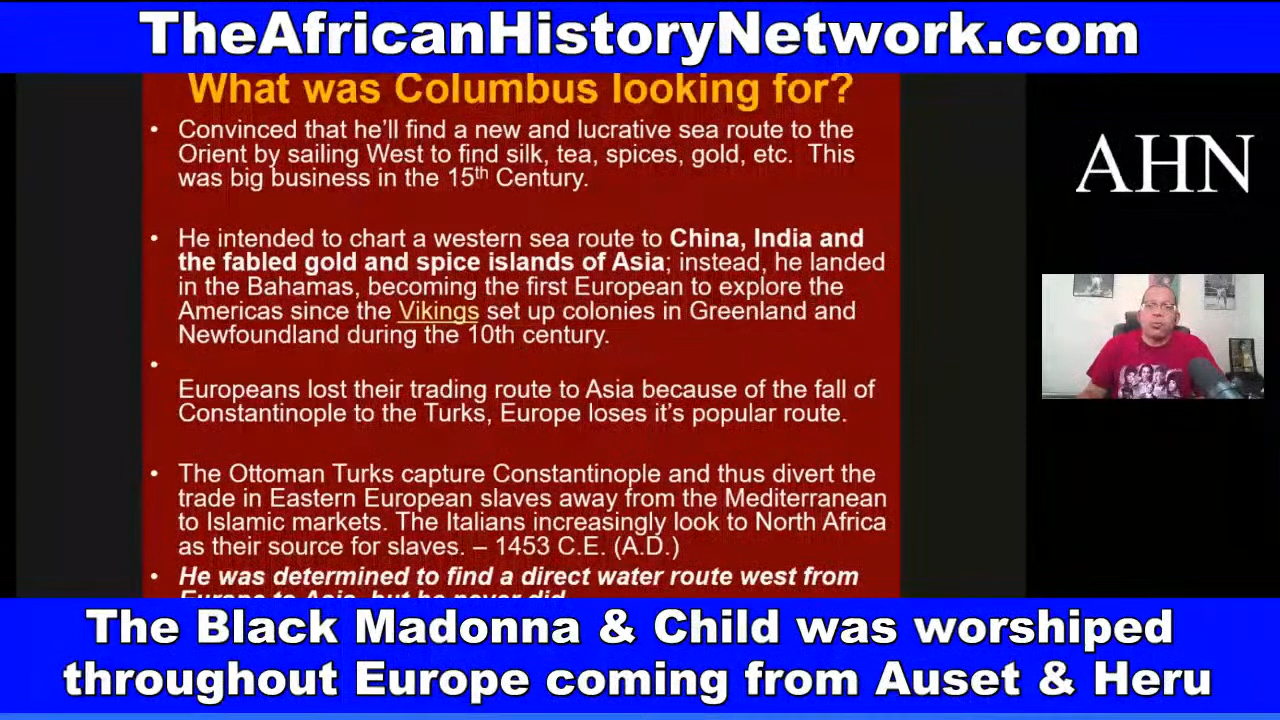 TheAfricanHistoryNetwork.com
What was Columbus looking for?
• Convinced that he'll find a new and lucrative sea route to the
Orient by sailing West to find silk, tea, spices, gold, etc. This
was big business in the 15th Century.
• He intended to chart a western sea route to China, India and
the fabled gold and spice islands of Asia; instead, he landed
in the Bahamas, becoming the first European to explore the
Americas since the Vikings set up colonies in Greenland and
Newfoundland during the 10th century.
•
Europeans lost their trading route to Asia because of the fall of
Constantinople to the Turks, Europe loses it's popular route.
• The Ottoman Turks capture Constantinople and thus divert the
trade in Eastern European slaves away from the Mediterranean
to Islamic markets. The Italians increasingly look to North Africa
as their source for slaves. – 1453 C.E. (A.D.)
• He was determined to find a direct water route west from
Europe to Asia, but he never did
AHN
The Black Madonna & Child was worshiped
throughout Europe coming from Auset & Heru